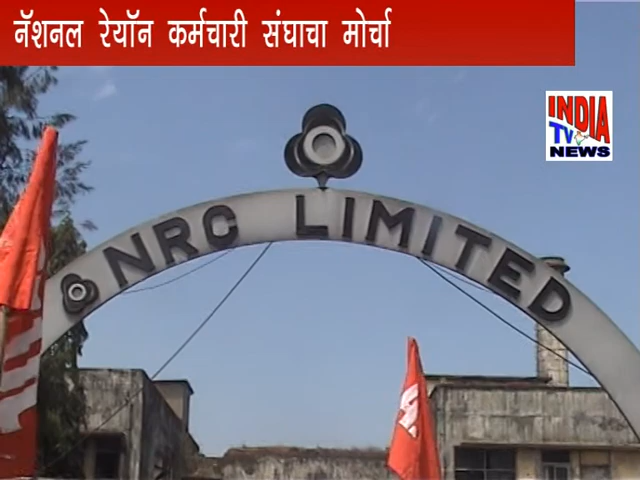 नॅशनल रेयॉन कर्मचारी संघाचा मोर्चा
INDIA
TV
NEWS
NRC LIMITED